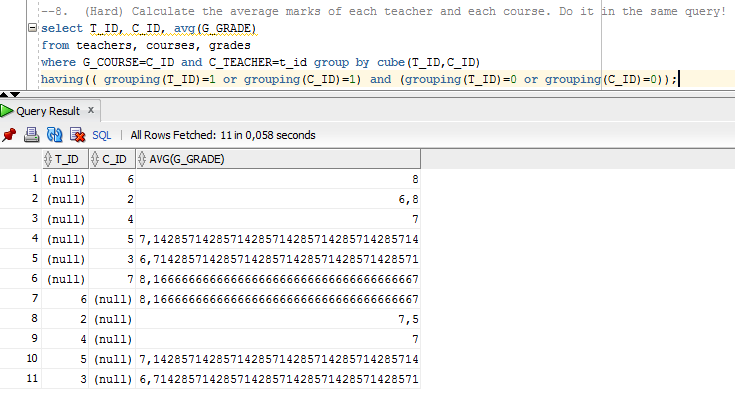 --8. (Hard) Calculate the average marks of each teacher and each course. Do it in the same query!
select T_ID, C_ID, avg(G_GRADE)
from teachers, courses, grades
where G_COURSE=C_ID and C_TEACHER=t_id group by cube(T_ID,C_ID)
having(( grouping(T_ID)=1 or grouping(C_ID)=1) and (grouping(T_ID)=0 or grouping(C_ID)=0));
Query Result x
SQL | All Rows Fetched: 11 in 0,058 seconds
T_ID C_ID AVG(G_GRADE)
1 (null) 6 8
2 (null) 2 6,8
3 (null) 4 7
4 (null) 5 7,14285714285714285714285714285714285714
5 (null) 3 6,71428571428571428571428571428571428571
6 (null) 7 8,16666666666666666666666666666666666667
7 6 (null) 8,16666666666666666666666666666666666667
8 2 (null) 7,5
9 4 (null) 7
10 5 (null) 7,14285714285714285714285714285714285714
11 3 (null) 6,71428571428571428571428571428571428571